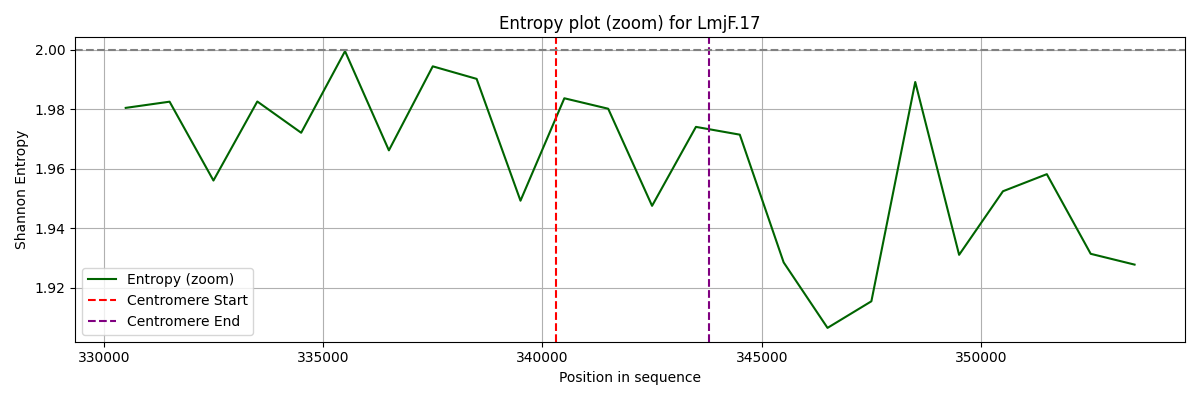 Entropy plot (zoom) for LmjF.17
2.00
1.98
1.96
1.94
1.92
Shannon Entropy
Entropy (zoom)
Centromere Start
Centromere End
330000 335000 340000 345000 350000
Position in sequence